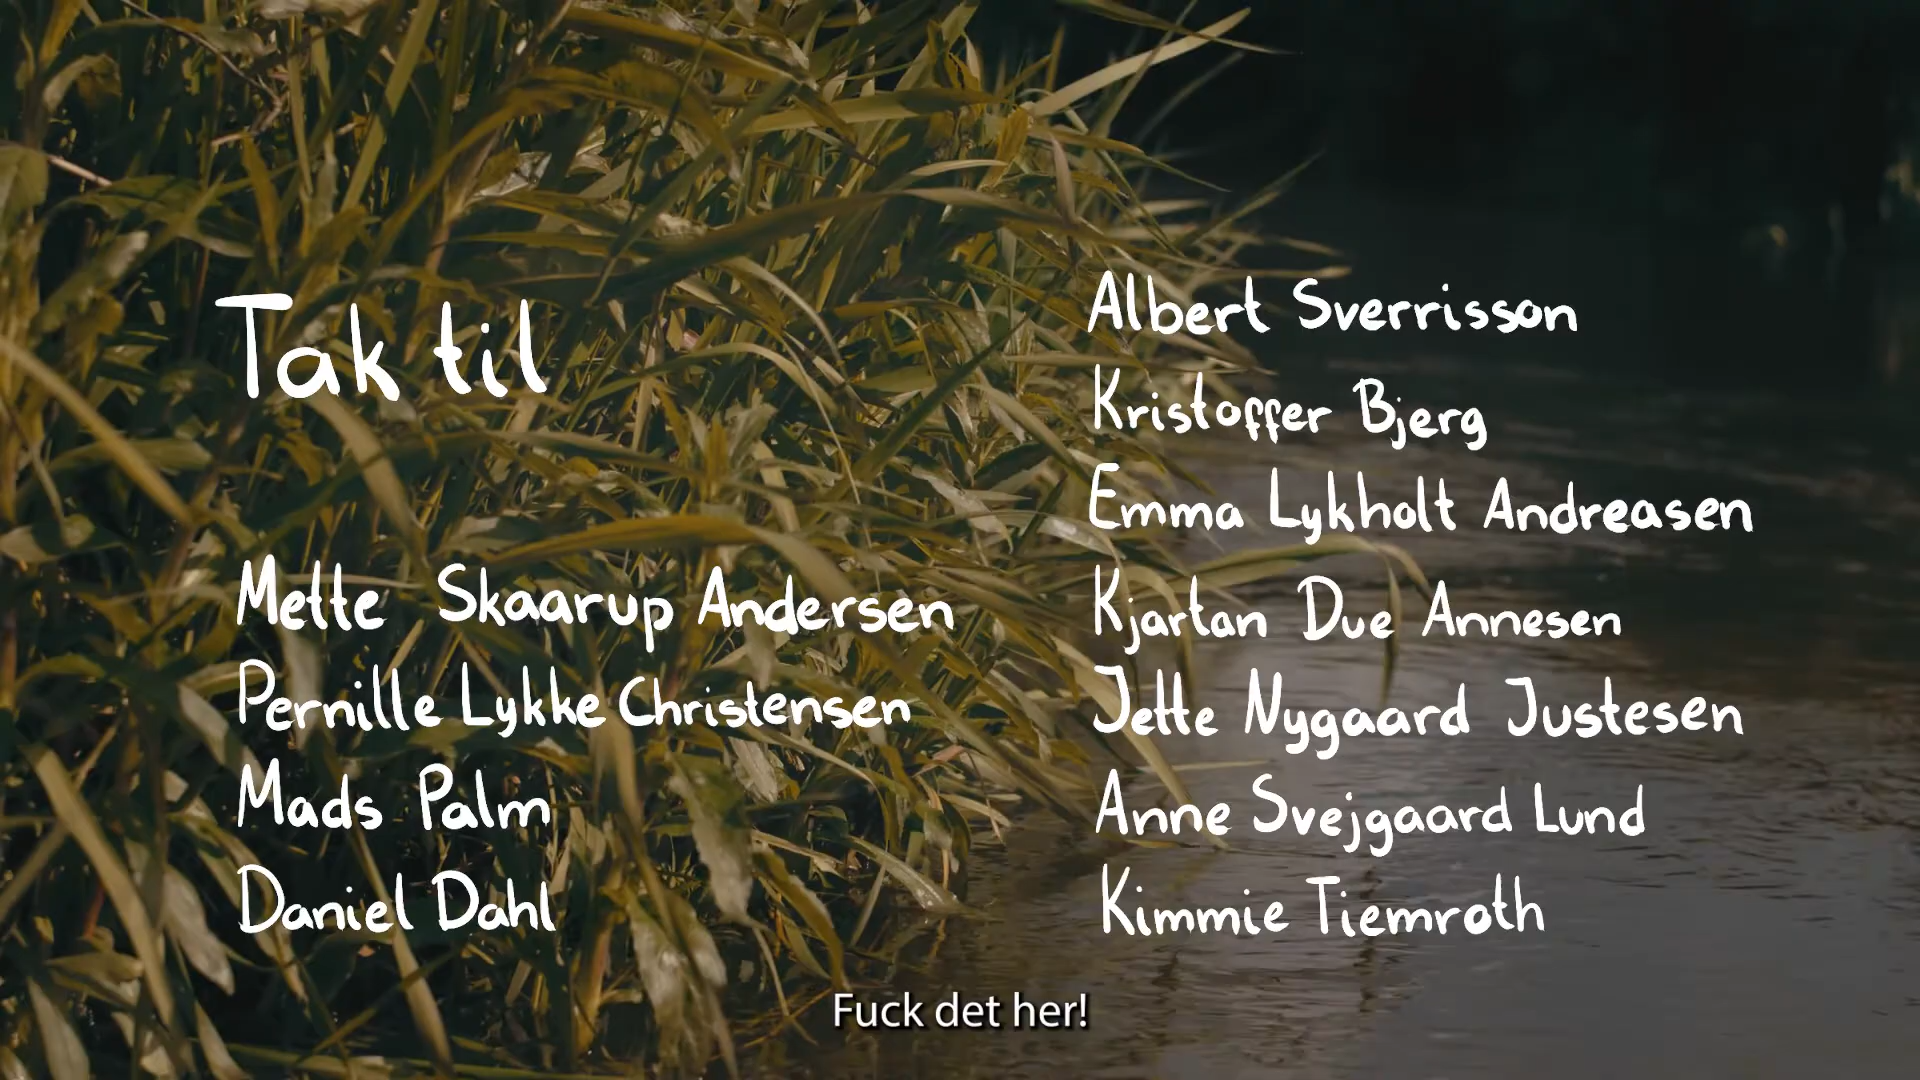 Tak til
Mette Skaarup Andersen
Pernille Lykke Christensen
Mads Palm
Daniel Dahl
Albert Sverrisson
Kristoffer Bjerg
Emma Lykholt Andreasen
Kjartan Due Annesen
Jette Nygaard Justesen
Anne Svejgaard Lund
Kimmie Tiemroth
Fuck det her!